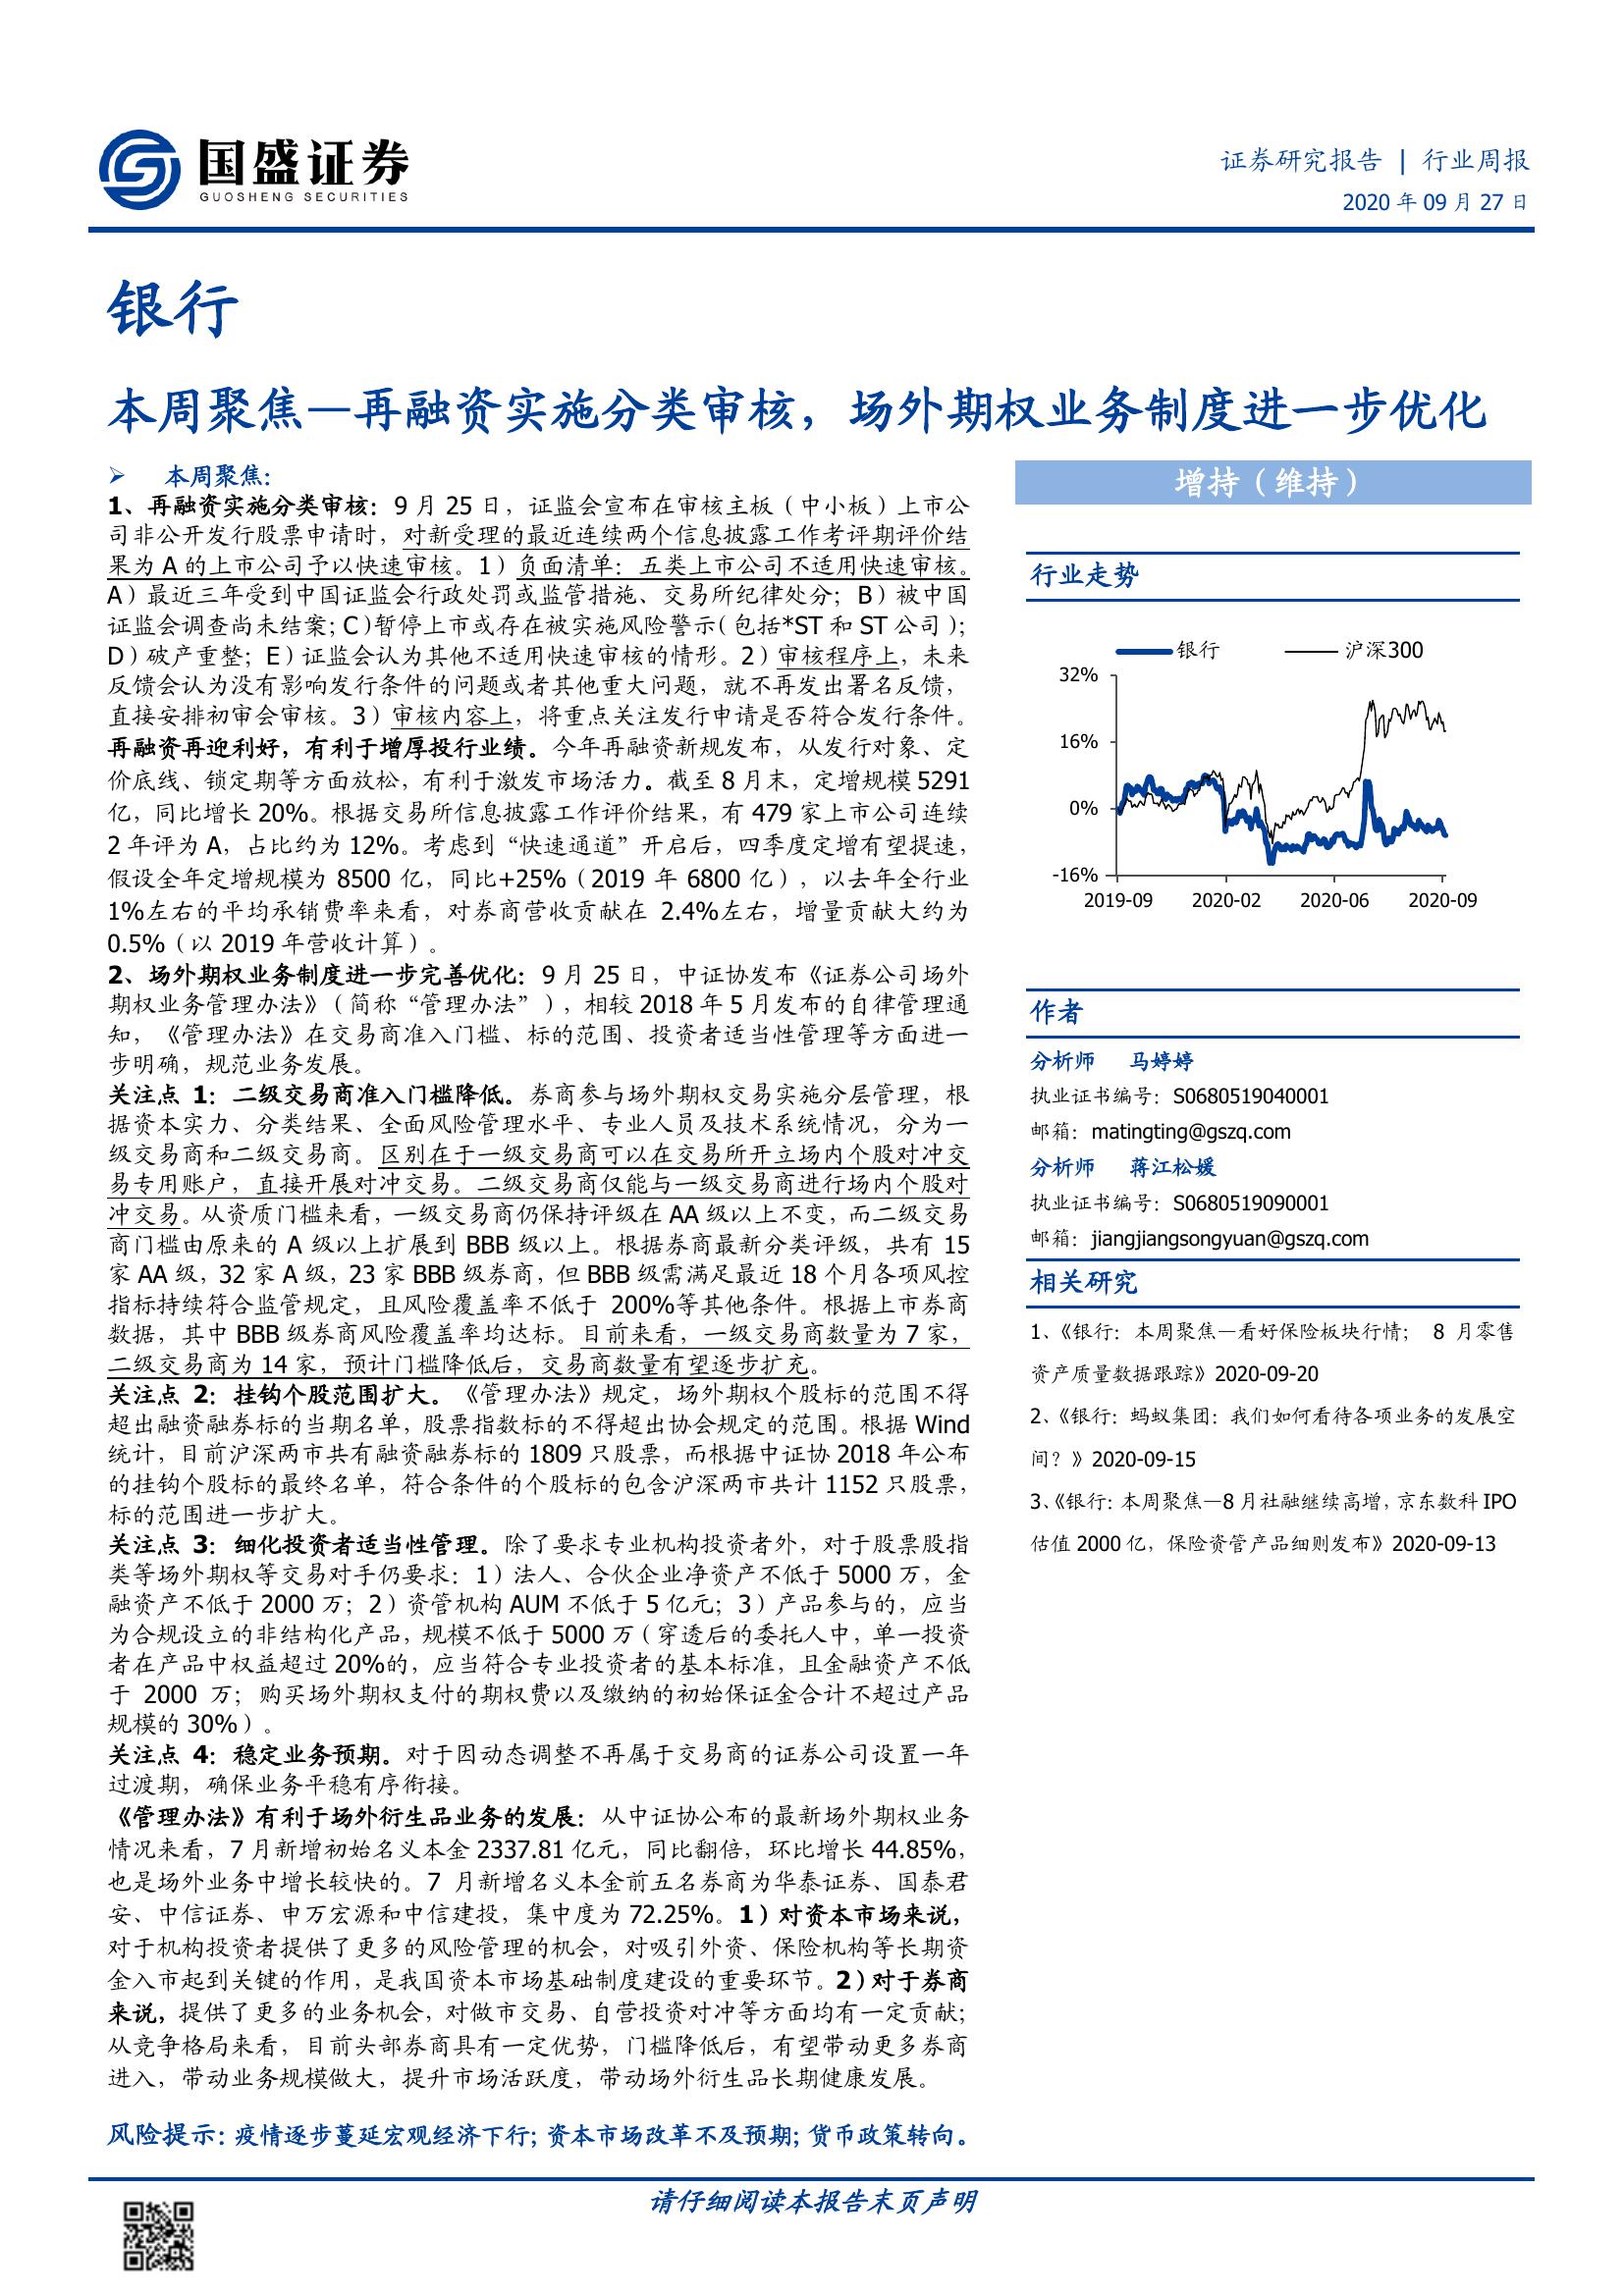 国盛证券
GUOSHENG SECURITIES
证券研究报告 | 行业周报
2020 年 09 月 27 日
银行
本周聚焦—再融资实施分类审核，场外期权业务制度进一步优化
➢ 本周聚焦：
1、再融资实施分类审核：9 月 25 日，证监会宣布在审核主板（中小板）上市公
司非公开发行股票申请时，对新受理的最近连续两个信息披露工作考评期评价结
果为 A 的上市公司予以快速审核。1）负面清单：五类上市公司不适用快速审核。
A）最近三年受到中国证监会行政处罚或监管措施、交易所纪律处分；B）被中国
证监会调查尚未结案；C）暂停上市或存在被实施风险警示（包括*ST 和 ST 公司）；
D）破产重整；E）证监会认为其他不适用快速审核的情形。2）审核程序上，未来
反馈会认为没有影响发行条件的问题或者其他重大问题，就不再发出署名反馈，
直接安排初审会审核。3）审核内容上，将重点关注发行申请是否符合发行条件。
再融资再迎利好，有利于增厚投行业绩。今年再融资新规发布，从发行对象、定
价底线、锁定期等方面放松，有利于激发市场活力。截至 8 月末，定增规模 5291
亿，同比增长 20%。根据交易所信息披露工作评价结果，有 479 家上市公司连续
2 年评为 A，占比约为 12%。考虑到“快速通道”开启后，四季度定增有望提速，
假设全年定增规模为 8500 亿，同比+25%（2019 年 6800 亿），以去年全行业
1%左右的平均承销费率来看，对券商营收贡献在 2.4%左右，增量贡献大约为
0.5%（以 2019 年营收计算）。
2、场外期权业务制度进一步完善优化：9 月 25 日，中证协发布《证券公司场外
期权业务管理办法》（简称“管理办法”），相较 2018 年 5 月发布的自律管理通
知，《管理办法》在交易商准入门槛、标的范围、投资者适当性管理等方面进一
步明确，规范业务发展。
关注点 1：二级交易商准入门槛降低。券商参与场外期权交易实施分层管理，根
据资本实力、分类结果、全面风险管理水平、专业人员及技术系统情况，分为一
级交易商和二级交易商。区别在于一级交易商可以在交易所开立场内个股对冲交
易专用账户，直接开展对冲交易。二级交易商仅能与一级交易商进行场内个股对
冲交易。从资质门槛来看，一级交易商仍保持评级在 AA 级以上不变，而二级交易
商门槛由原来的 A 级以上扩展到 BBB 级以上。根据券商最新分类评级，共有 15
家 AA 级，32 家 A 级，23 家 BBB 级券商，但 BBB 级需满足最近 18 个月各项风控
指标持续符合监管规定，且风险覆盖率不低于 200%等其他条件。根据上市券商
数据，其中 BBB 级券商风险覆盖率均达标。目前来看，一级交易商数量为 7 家，
二级交易商为 14 家，预计门槛降低后，交易商数量有望逐步扩充。
关注点 2：挂钩个股范围扩大。《管理办法》规定，场外期权个股标的范围不得
超出融资融券标的当期名单，股票指数标的不得超出协会规定的范围。根据 Wind
统计，目前沪深两市共有融资融券标的 1809 只股票，而根据中证协 2018 年公布
的挂钩个股标的最终名单，符合条件的个股标的包含沪深两市共计 1152 只股票，
标的范围进一步扩大。
关注点 3：细化投资者适当性管理。除了要求专业机构投资者外，对于股票股指
类等场外期权等交易对手仍要求：1）法人、合伙企业净资产不低于 5000 万，金
融资产不低于 2000 万；2）资管机构 AUM 不低于 5 亿元；3）产品参与的，应当
为合规设立的非结构化产品，规模不低于 5000 万（穿透后的委托人中，单一投资
者在产品中权益超过 20%的，应当符合专业投资者的基本标准，且金融资产不低
于 2000 万；购买场外期权支付的期权费以及缴纳的初始保证金合计不超过产品
规模的 30%）。
关注点 4：稳定业务预期。对于因动态调整不再属于交易商的证券公司设置一年
过渡期，确保业务平稳有序衔接。
《管理办法》有利于场外衍生品业务的发展：从中证协公布的最新场外期权业务
情况来看，7 月新增初始名义本金 2337.81 亿元，同比翻倍，环比增长 44.85%，
也是场外业务中增长较快的。7 月新增名义本金前五名券商为华泰证券、国泰君
安、中信证券、申万宏源和中信建投，集中度为 72.25%。1）对资本市场来说，
对于机构投资者提供了更多的风险管理的机会，对吸引外资、保险机构等长期资
金入市起到关键的作用，是我国资本市场基础制度建设的重要环节。2）对于券商
来说，提供了更多的业务机会，对做市交易、自营投资对冲等方面均有一定贡献；
从竞争格局来看，目前头部券商具有一定优势，门槛降低后，有望带动更多券商
进入，带动业务规模做大，提升市场活跃度，带动场外衍生品长期健康发展。
风险提示：疫情逐步蔓延宏观经济下行；资本市场改革不及预期；货币政策转向。
增持（维持）
行业走势
银行 沪深300
32%
16%
0%
-16%
2019-09 2020-02 2020-06 2020-09
作者
分析师 马婷婷
执业证书编号：S0680519040001
邮箱：matingting@gszq.com
分析师 蒋江松媛
执业证书编号：S0680519090001
邮箱：jiangjiangsongyuan@gszq.com
相关研究
1、《银行：本周聚焦—看好保险板块行情； 8 月零售
资产质量数据跟踪》2020-09-20
2、《银行：蚂蚁集团：我们如何看待各项业务的发展空
间？》2020-09-15
3、《银行：本周聚焦—8 月社融继续高增，京东数科 IPO
估值 2000 亿，保险资管产品细则发布》2020-09-13
请仔细阅读本报告末页声明